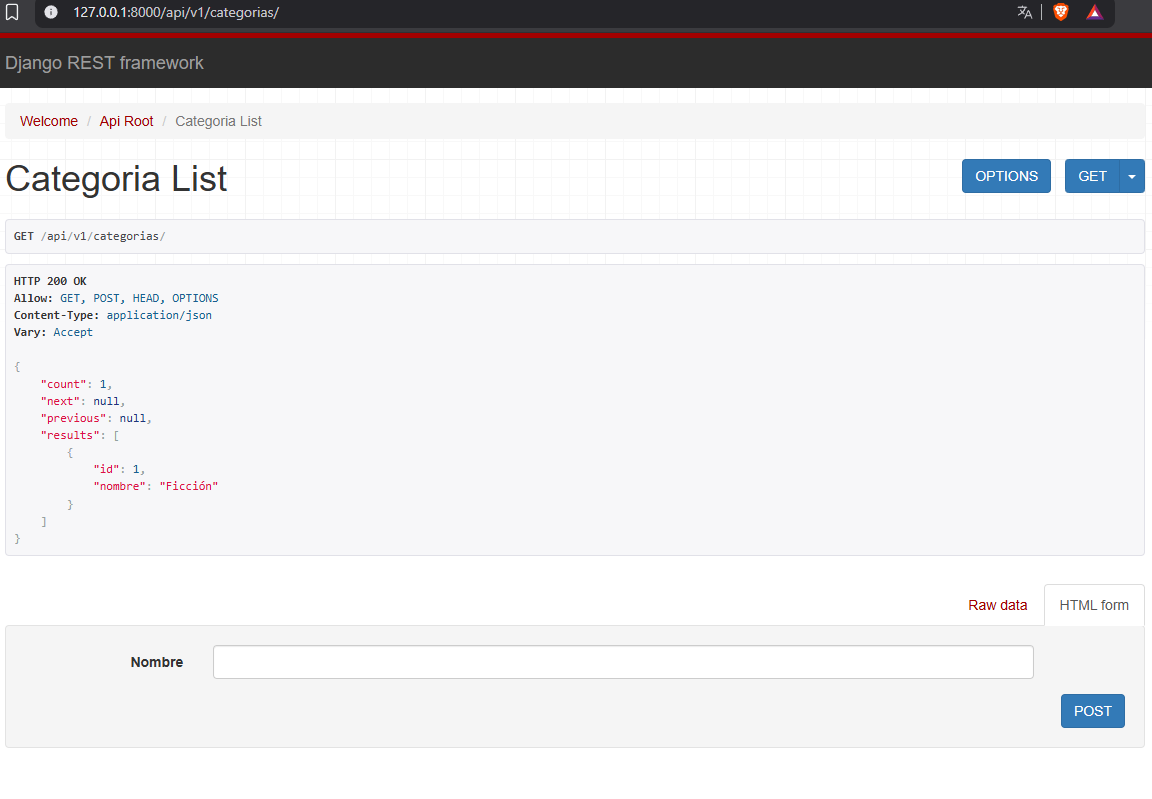 127.0.0.1:8000/api/v1/categorias/
Django REST framework
Welcome / Api Root / Categoria List
Categoria List
OPTIONS GET
GET /api/v1/categorias/
HTTP 200 OK
Allow: GET, POST, HEAD, OPTIONS
Content-Type: application/json
Vary: Accept
{
    "count": 1,
    "next": null,
    "previous": null,
    "results": [
        {
            "id": 1,
            "nombre": "Ficción"
        }
    ]
}
Raw data HTML form
Nombre
POST